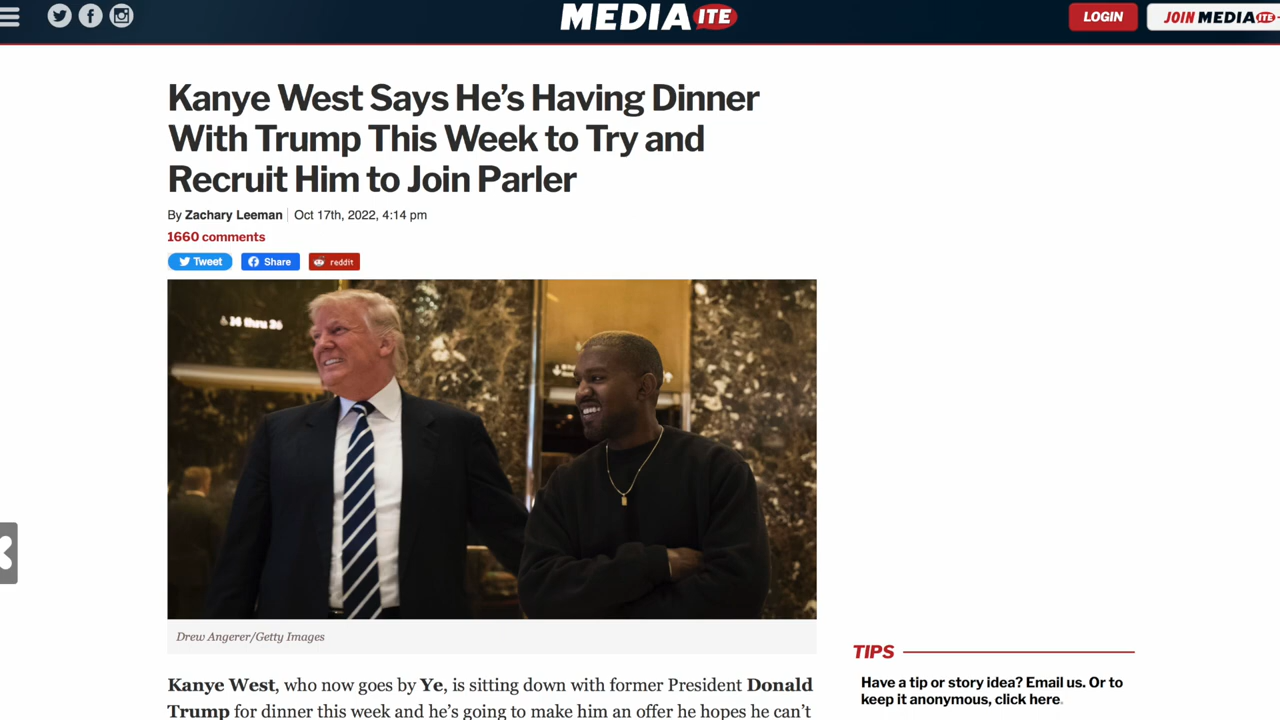 MEDIAITE
LOGIN
JOIN MEDIAITE
Kanye West Says He's Having Dinner
With Trump This Week to Try and
Recruit Him to Join Parler
By Zachary Leeman | Oct 17th, 2022, 4:14 pm
1660 comments
Tweet
Share
reddit
16 thru 26
Drew Angerer/Getty Images
Kanye West, who now goes by Ye, is sitting down with former President Donald
Trump for dinner this week and he's going to make him an offer he hopes he can't
TIPS
Have a tip or story idea? Email us. Or to
keep it anonymous, click here.